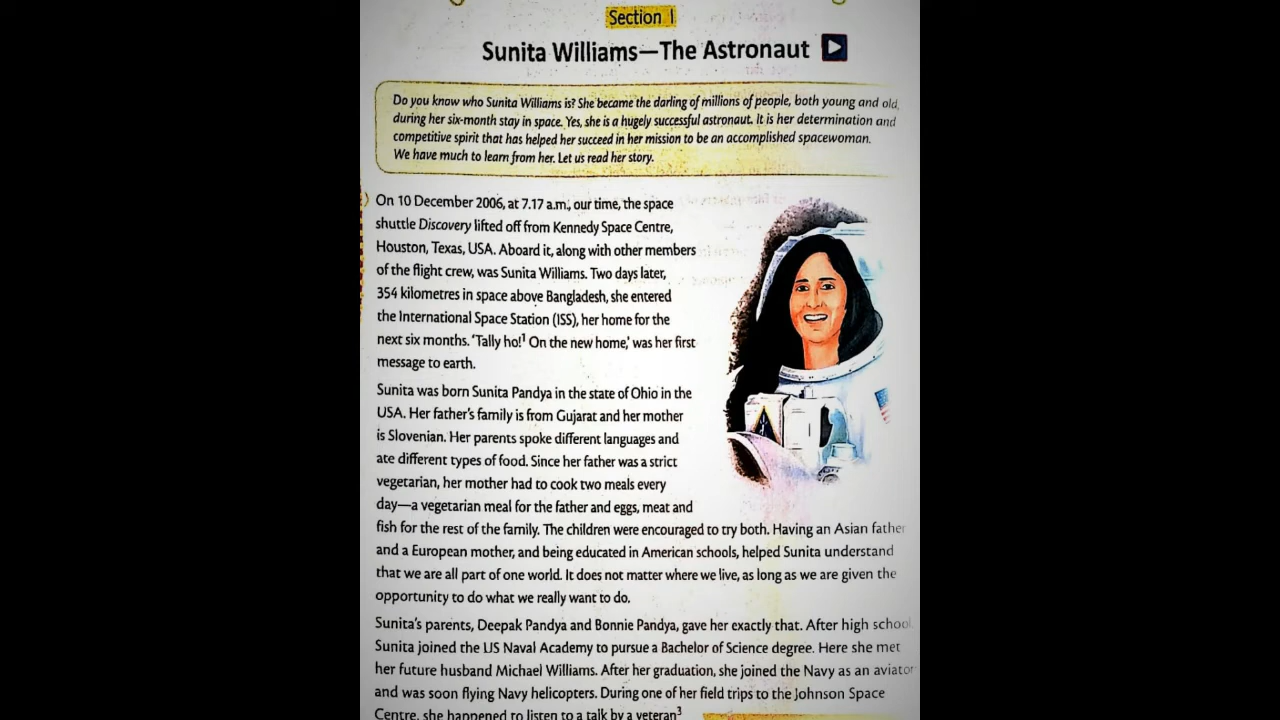 Section 1
Sunita Williams—The Astronaut
Do you know who Sunita Williams is? She became the darling of millions of people, both young and old,
during her six-month stay in space. Yes, she is a hugely successful astronaut. It is her determination and
competitive spirit that has helped her succeed in her mission to be an accomplished spacewoman.
We have much to learn from her. Let us read her story.
On 10 December 2006, at 7.17 a.m., our time, the space
shuttle Discovery lifted off from Kennedy Space Centre,
Houston, Texas, USA. Aboard it, along with other members
of the flight crew, was Sunita Williams. Two days later,
354 kilometres in space above Bangladesh, she entered
the International Space Station (ISS), her home for the
next six months. 'Tally ho!¹ On the new home,' was her first
message to earth.
Sunita was born Sunita Pandya in the state of Ohio in the
USA. Her father's family is from Gujarat and her mother
is Slovenian. Her parents spoke different languages and
ate different types of food. Since her father was a strict
vegetarian, her mother had to cook two meals every
day—a vegetarian meal for the father and eggs, meat and
fish for the rest of the family. The children were encouraged to try both. Having an Asian father
and a European mother, and being educated in American schools, helped Sunita understand
that we are all part of one world. It does not matter where we live, as long as we are given the
opportunity to do what we really want to do.
Sunita's parents, Deepak Pandya and Bonnie Pandya, gave her exactly that. After high school,
Sunita joined the US Naval Academy to pursue a Bachelor of Science degree. Here she met
her future husband Michael Williams. After her graduation, she joined the Navy as an aviator
and was soon flying Navy helicopters. During one of her field trips to the Johnson Space
Centre, she happened to listen to a talk by a veteran³